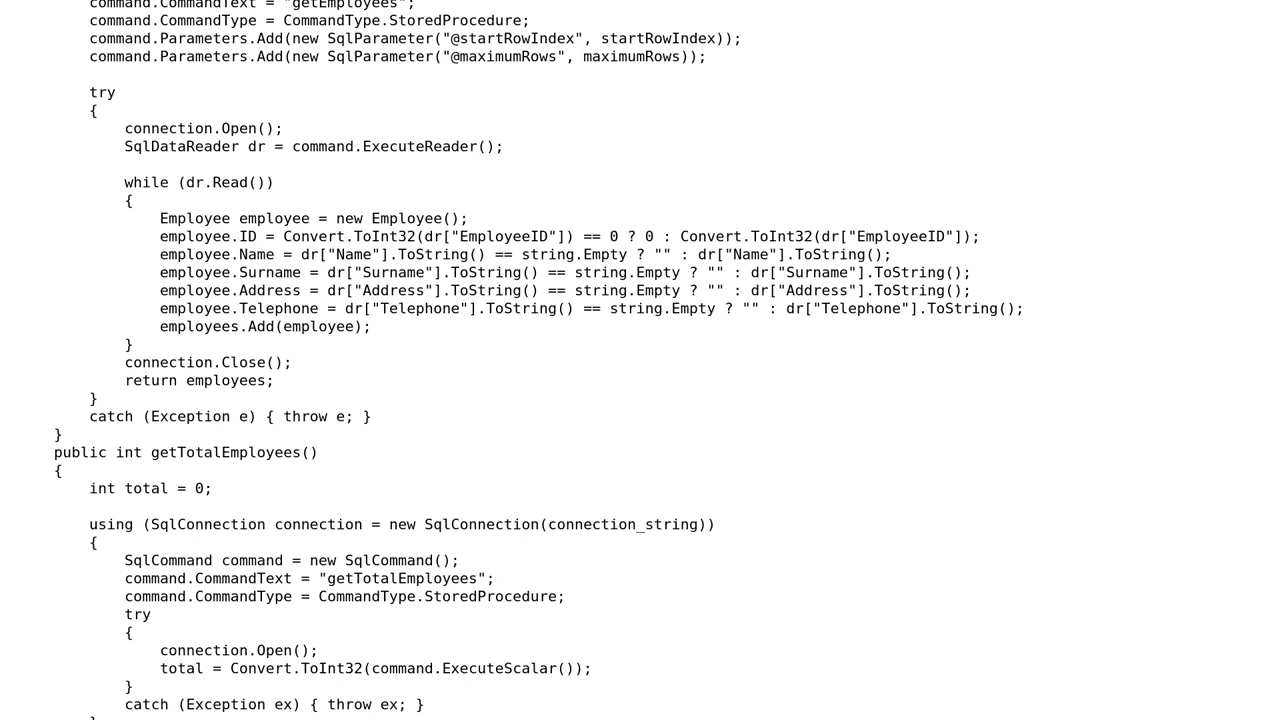 command.CommandText = "getEmployees";
command.CommandType = CommandType.StoredProcedure;
command.Parameters.Add(new SqlParameter("@startRowIndex", startRowIndex));
command.Parameters.Add(new SqlParameter("@maximumRows", maximumRows));
try
{
connection.Open();
SqlDataReader dr = command.ExecuteReader();
while (dr.Read())
{
Employee employee = new Employee();
employee.ID = Convert.ToInt32(dr["EmployeeID"]) == 0 ? 0 : Convert.ToInt32(dr["EmployeeID"]);
employee.Name = dr["Name"].ToString() == string.Empty ? "" : dr["Name"].ToString();
employee.Surname = dr["Surname"].ToString() == string.Empty ? "" : dr["Surname"].ToString();
employee.Address = dr["Address"].ToString() == string.Empty ? "" : dr["Address"].ToString();
employee.Telephone = dr["Telephone"].ToString() == string.Empty ? "" : dr["Telephone"].ToString();
employees.Add(employee);
}
connection.Close();
return employees;
}
catch (Exception e) { throw e; }
}
public int getTotalEmployees()
{
int total = 0;
using (SqlConnection connection = new SqlConnection(connection_string))
{
SqlCommand command = new SqlCommand();
command.CommandText = "getTotalEmployees";
command.CommandType = CommandType.StoredProcedure;
try
{
connection.Open();
total = Convert.ToInt32(command.ExecuteScalar());
}
catch (Exception ex) { throw ex; }
}